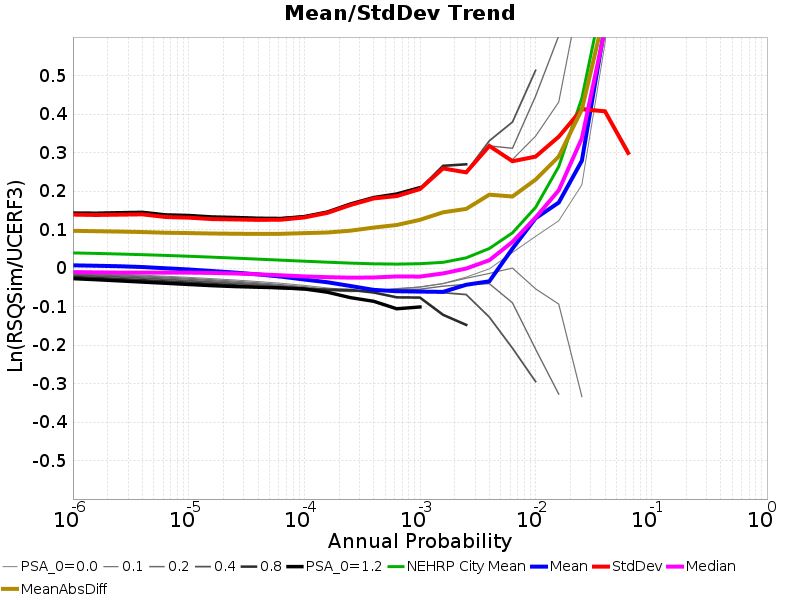 Mean/StdDev Trend
Ln(RSQSim/UCERF3)
0.5
0.4
0.3
0.2
0.1
0
-0.1
-0.2
-0.3
-0.4
-0.5
10^-6 10^-5 10^-4 10^-3 10^-2 10^-1 10^0
Annual Probability
PSA_0=0.0 0.1 0.2 0.4 0.8 PSA_0=1.2 NEHRP City Mean Mean StdDev Median
MeanAbsDiff